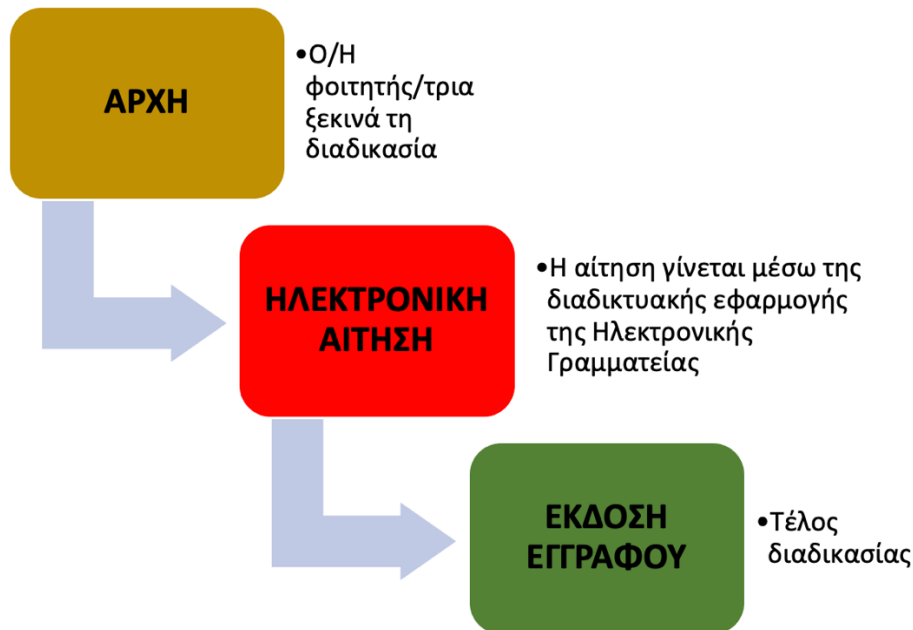 ΑΡΧΗ
•Ο/Η
φοιτητής/τρια
ξεκινά τη
διαδικασία
ΗΛΕΚΤΡΟΝΙΚΗ
ΑΙΤΗΣΗ
•Η αίτηση γίνεται μέσω της
διαδικτυακής εφαρμογής
της Ηλεκτρονικής
Γραμματείας
ΕΚΔΟΣΗ
ΕΓΓΡΑΦΟΥ
•Τέλος
διαδικασίας